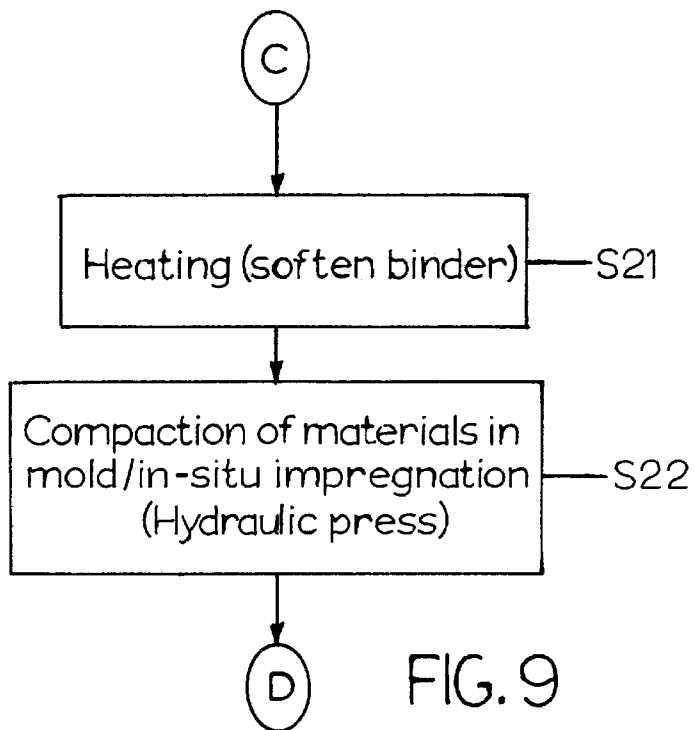 C
Heating (soften binder)
S21
Compaction of materials in
mold/in-situ impregnation
(Hydraulic press)
S22
D
FIG. 9